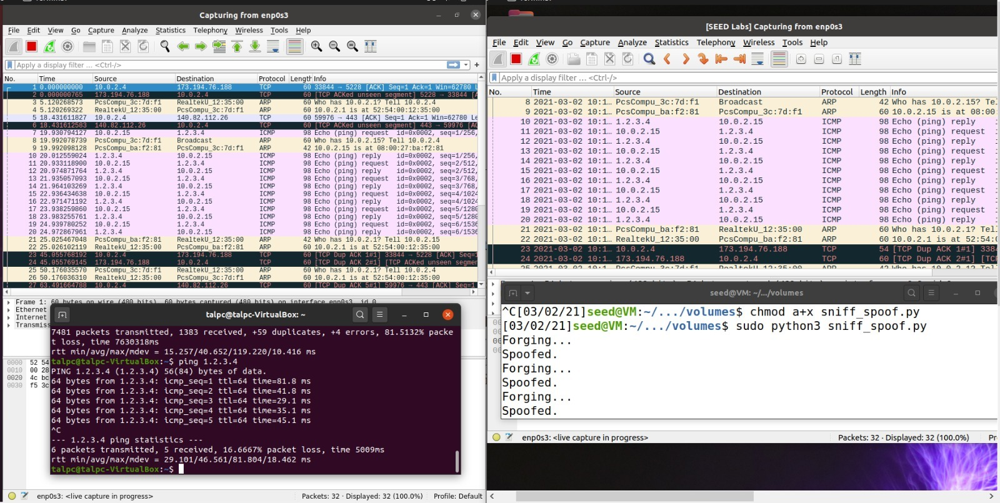 Capturing from enp0s3
File Edit View Go Capture Analyze Statistics Telephony Wireless Tools Help
Apply a display filter ... <Ctrl-/>
No. Time Source Destination Protocol Length Info
1 0.000000000 10.0.2.4 173.194.76.188 TCP 60 33844 → 5228 [ACK] Seq=1 Ack=1 Win=62780 L
2 0.000000765 173.194.76.188 10.0.2.4 TCP 60 [TCP ACKed unseen segment] 5228 → 33844 [A
3 5.120268573 PcsCompu_3c:7d:f1 RealtekU_12:35:00 ARP 60 Who has 10.0.2.1? Tell 10.0.2.4
4 5.120269322 RealtekU_12:35:00 PcsCompu_3c:7d:f1 ARP 60 10.0.2.1 is at 52:54:00:12:35:00
5 18.431611827 10.0.2.4 140.82.112.26 TCP 60 59976 → 443 [ACK] Seq=1 Ack=1 Win=62780 Le
6 18.431612583 140.82.112.26 10.0.2.4 TCP 60 [TCP ACKed unseen segment] 443 → 59976 [AC
7 19.930794127 10.0.2.15 1.2.3.4 ICMP 98 Echo (ping) request id=0x0002, seq=1/256,
8 19.992078739 PcsCompu_3c:7d:f1 Broadcast ARP 60 Who has 10.0.2.15? Tell 10.0.2.4
9 19.992098128 PcsCompu_ba:f2:81 PcsCompu_3c:7d:f1 ARP 42 10.0.2.15 is at 08:00:27:ba:f2:81
10 20.012559024 1.2.3.4 10.0.2.15 ICMP 98 Echo (ping) reply id=0x0002, seq=1/256,
11 20.933118900 10.0.2.15 1.2.3.4 ICMP 98 Echo (ping) request id=0x0002, seq=2/512,
12 20.974871764 1.2.3.4 10.0.2.15 ICMP 98 Echo (ping) reply id=0x0002, seq=2/512,
13 21.935057093 10.0.2.15 1.2.3.4 ICMP 98 Echo (ping) request id=0x0002, seq=3/768,
14 21.964103269 1.2.3.4 10.0.2.15 ICMP 98 Echo (ping) reply id=0x0002, seq=3/768,
15 22.936434638 10.0.2.15 1.2.3.4 ICMP 98 Echo (ping) request id=0x0002, seq=4/1024
16 22.971471192 1.2.3.4 10.0.2.15 ICMP 98 Echo (ping) reply id=0x0002, seq=4/1024
17 23.938259860 10.0.2.15 1.2.3.4 ICMP 98 Echo (ping) request id=0x0002, seq=5/1280
18 23.983255761 1.2.3.4 10.0.2.15 ICMP 98 Echo (ping) reply id=0x0002, seq=5/1280
19 24.939780252 10.0.2.15 1.2.3.4 ICMP 98 Echo (ping) request id=0x0002, seq=6/1536
20 24.972867961 1.2.3.4 10.0.2.15 ICMP 98 Echo (ping) reply id=0x0002, seq=6/1536
21 25.025467048 PcsCompu_ba:f2:81 RealtekU_12:35:00 ARP 42 Who has 10.0.2.1? Tell 10.0.2.15
22 25.026102119 RealtekU_12:35:00 PcsCompu_ba:f2:81 ARP 60 10.0.2.1 is at 52:54:00:12:35:00
23 45.055768192 10.0.2.4 173.194.76.188 TCP 60 [TCP Dup ACK 1#1] 33844 → 5228 [ACK] Seq=1
24 45.055769145 173.194.76.188 10.0.2.4 TCP 60 [TCP Dup ACK 2#1] [TCP ACKed unseen segmen
25 50.176035570 PcsCompu_3c:7d:f1 RealtekU_12:35:00 ARP 60 Who has 10.0.2.1? Tell 10.0.2.4
26 50.176036310 RealtekU_12:35:00 PcsCompu_3c:7d:f1 ARP 60 10.0.2.1 is at 52:54:00:12:35:00
27 63.491664788 10.0.2.4 140.82.112.26 TCP 60 [TCP Dup ACK 5#1] 59976 → 443 [ACK] Seq=1
Frame 1: 60 bytes on wire (480 bits), 60 bytes captured (480 bits) on interface enp0s3, id 0
Ethernet
Internet
Transmiss
0000 52 54
0010 00 28
0020 4c bc
0030 f5 3c
talpc@talpc-VirtualBox: ~
7481 packets transmitted, 1383 received, +59 duplicates, +4 errors, 81.5132% packe
t loss, time 7630318ms
rtt min/avg/max/mdev = 15.257/40.652/119.220/10.416 ms
talpc@talpc-VirtualBox:~$ ping 1.2.3.4
PING 1.2.3.4 (1.2.3.4) 56(84) bytes of data.
64 bytes from 1.2.3.4: icmp_seq=1 ttl=64 time=81.8 ms
64 bytes from 1.2.3.4: icmp_seq=2 ttl=64 time=41.8 ms
64 bytes from 1.2.3.4: icmp_seq=3 ttl=64 time=29.1 ms
64 bytes from 1.2.3.4: icmp_seq=4 ttl=64 time=35.1 ms
64 bytes from 1.2.3.4: icmp_seq=5 ttl=64 time=45.1 ms
^C
--- 1.2.3.4 ping statistics ---
6 packets transmitted, 5 received, 16.6667% packet loss, time 5009ms
rtt min/avg/max/mdev = 29.101/46.561/81.804/18.462 ms
talpc@talpc-VirtualBox:~$
enp0s3: <live capture in progress> Packets: 32 · Displayed: 32 (100.0%) Profile: Default
[SEED Labs] Capturing from enp0s3
File Edit View Go Capture Analyze Statistics Telephony Wireless Tools Help
Apply a display filter ... <Ctrl-/>
No. Time Source Destination Protocol Length Info
8 2021-03-02 10:1… PcsCompu_3c:7d:f1 Broadcast ARP 42 Who has 10.0.2.15? Tel
9 2021-03-02 10:1… PcsCompu_ba:f2:81 PcsCompu_3c:7d:f1 ARP 60 10.0.2.15 is at 08:00:
10 2021-03-02 10:1… 1.2.3.4 10.0.2.15 ICMP 98 Echo (ping) reply
11 2021-03-02 10:1… 10.0.2.15 1.2.3.4 ICMP 98 Echo (ping) request
12 2021-03-02 10:1… 1.2.3.4 10.0.2.15 ICMP 98 Echo (ping) reply
13 2021-03-02 10:1… 10.0.2.15 1.2.3.4 ICMP 98 Echo (ping) request
14 2021-03-02 10:1… 1.2.3.4 10.0.2.15 ICMP 98 Echo (ping) reply
15 2021-03-02 10:1… 10.0.2.15 1.2.3.4 ICMP 98 Echo (ping) request
16 2021-03-02 10:1… 1.2.3.4 10.0.2.15 ICMP 98 Echo (ping) reply
17 2021-03-02 10:1… 10.0.2.15 1.2.3.4 ICMP 98 Echo (ping) request
18 2021-03-02 10:1… 1.2.3.4 10.0.2.15 ICMP 98 Echo (ping) reply
19 2021-03-02 10:1… 10.0.2.15 1.2.3.4 ICMP 98 Echo (ping) request
20 2021-03-02 10:1… 1.2.3.4 10.0.2.15 ICMP 98 Echo (ping) reply
21 2021-03-02 10:1… PcsCompu_ba:f2:81 RealtekU_12:35:00 ARP 60 Who has 10.0.2.1? Tell
22 2021-03-02 10:1… RealtekU_12:35:00 PcsCompu_ba:f2:81 ARP 60 10.0.2.1 is at 52:54:0
23 2021-03-02 10:1… 10.0.2.4 173.194.76.188 TCP 54 [TCP Dup ACK 1#1] 3384
24 2021-03-02 10:1… 173.194.76.188 10.0.2.4 TCP 60 [TCP Dup ACK 2#1] [TCP
25 2021-03-02 10:1… PcsCompu_3c:7d:f1 RealtekU_12:35:00 ARP 42 Who has 10.0.2.1? Tell
seed@VM: ~/.../volumes
^C[03/02/21]seed@VM:~/.../volumes$ chmod a+x sniff_spoof.py
[03/02/21]seed@VM:~/.../volumes$ sudo python3 sniff_spoof.py
Forging...
Spoofed.
Forging...
Spoofed.
Forging...
Spoofed.
enp0s3: <live capture in progress> Packets: 32 · Displayed: 32 (100.0%) Pr